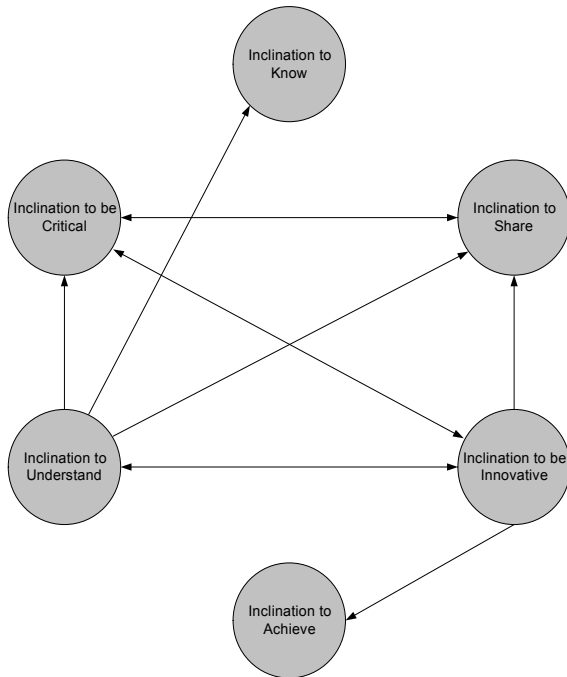 Inclination to
Know
Inclination to be
Critical
Inclination to
Share
Inclination to
Understand
Inclination to be
Innovative
Inclination to
Achieve